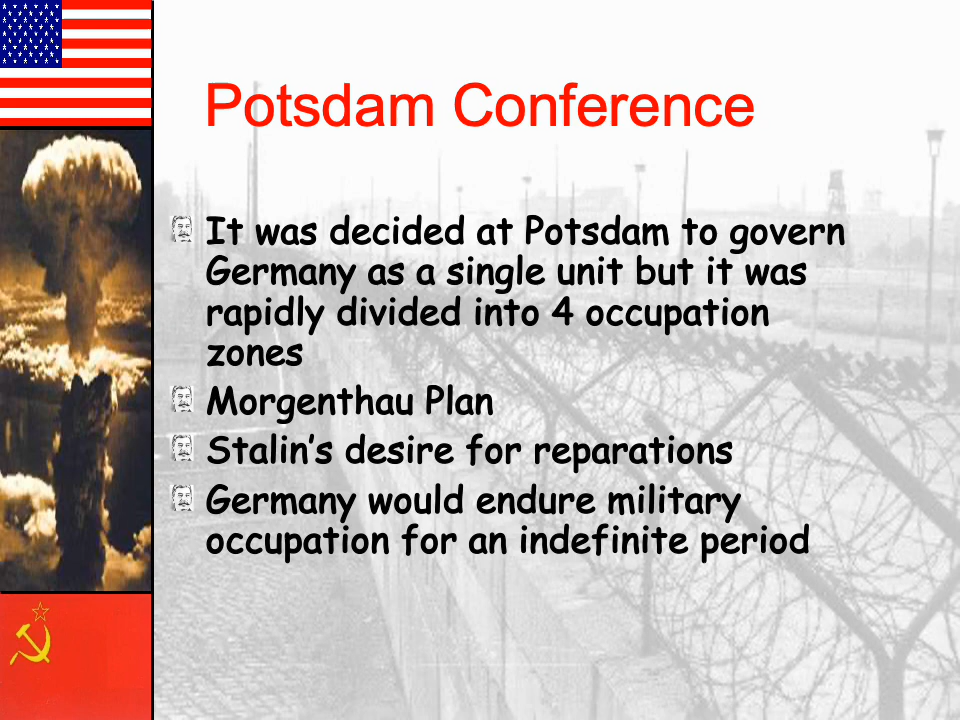 Potsdam Conference
It was decided at Potsdam to govern
Germany as a single unit but it was
rapidly divided into 4 occupation
zones
Morgenthau Plan
Stalin’s desire for reparations
Germany would endure military
occupation for an indefinite period